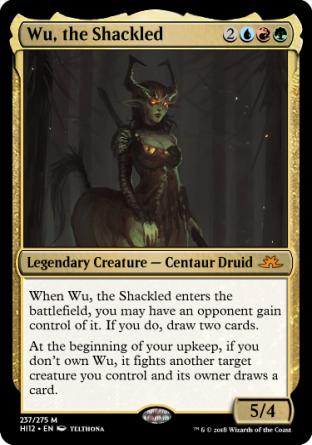 Wu, the Shackled 2
Legendary Creature — Centaur Druid
When Wu, the Shackled enters the
battlefield, you may have an opponent gain
control of it. If you do, draw two cards.
At the beginning of your upkeep, if you
don't own Wu, it fights another target
creature you control and its owner draws a
card.
5/4
237/275 M
HI12 • EN TELTHONA
™ & © 2018 Wizards of the Coast